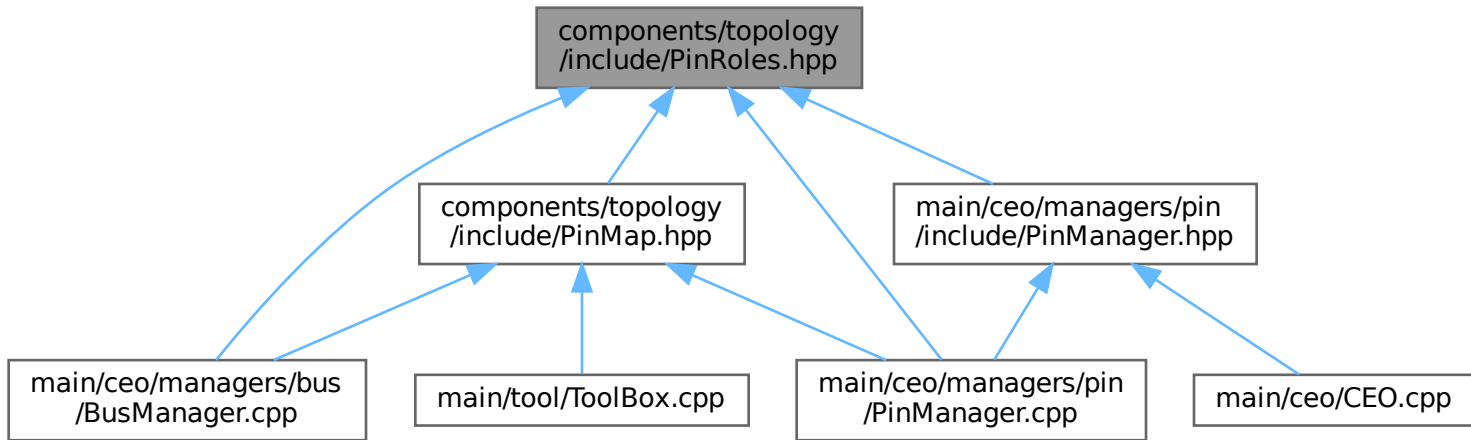 components/topology
/include/PinRoles.hpp
components/topology
/include/PinMap.hpp
main/ceo/managers/pin
/include/PinManager.hpp
main/ceo/managers/bus
/BusManager.cpp
main/tool/ToolBox.cpp
main/ceo/managers/pin
/PinManager.cpp
main/ceo/CEO.cpp